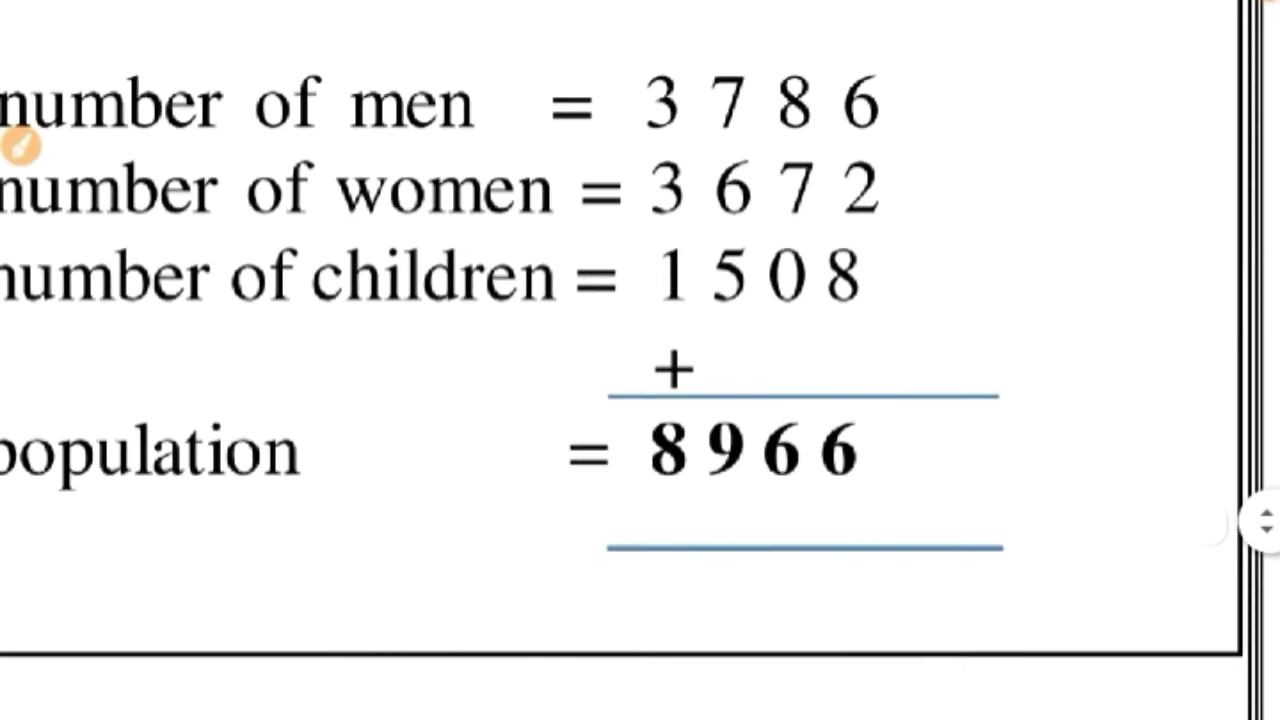 number of men = 3 7 8 6
number of women = 3 6 7 2
number of children = 1 5 0 8
+
population = 8 9 6 6